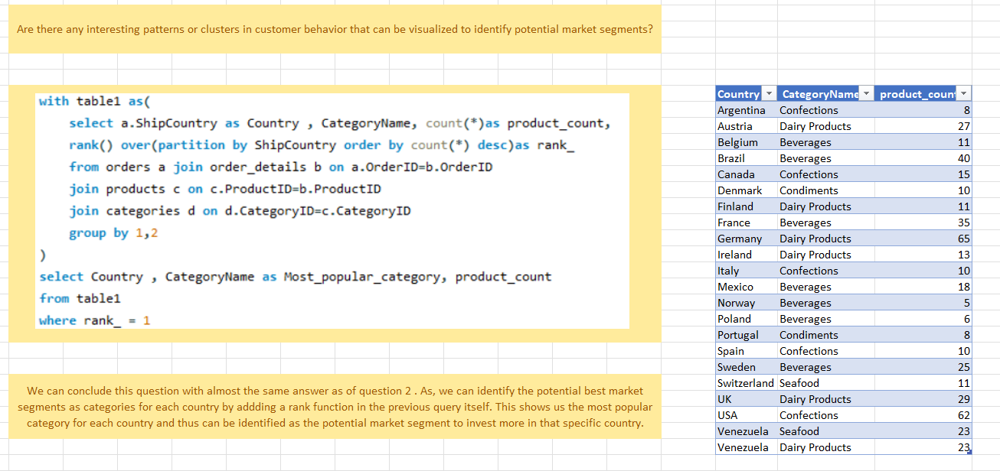 Are there any interesting patterns or clusters in customer behavior that can be visualized to identify potential market segments?
with table1 as(
select a.ShipCountry as Country , CategoryName, count(*)as product_count,
rank() over(partition by ShipCountry order by count(*) desc)as rank_
from orders a join order_details b on a.OrderID=b.OrderID
join products c on c.ProductID=b.ProductID
join categories d on d.CategoryID=c.CategoryID
group by 1,2
)
select Country , CategoryName as Most_popular_category, product_count
from table1
where rank_ = 1
We can conclude this question with almost the same answer as of question 2 . As, we can identify the potential best market
segments as categories for each country by addding a rank function in the previous query itself. This shows us the most popular
category for each country and thus can be identified as the potential market segment to invest more in that specific country.
Country CategoryName product_count
Argentina Confections 8
Austria Dairy Products 27
Belgium Beverages 11
Brazil Beverages 40
Canada Confections 15
Denmark Condiments 10
Finland Dairy Products 11
France Beverages 35
Germany Dairy Products 65
Ireland Dairy Products 13
Italy Confections 10
Mexico Beverages 18
Norway Beverages 5
Poland Beverages 6
Portugal Condiments 8
Spain Confections 10
Sweden Beverages 25
Switzerland Seafood 11
UK Dairy Products 29
USA Confections 62
Venezuela Seafood 23
Venezuela Dairy Products 23